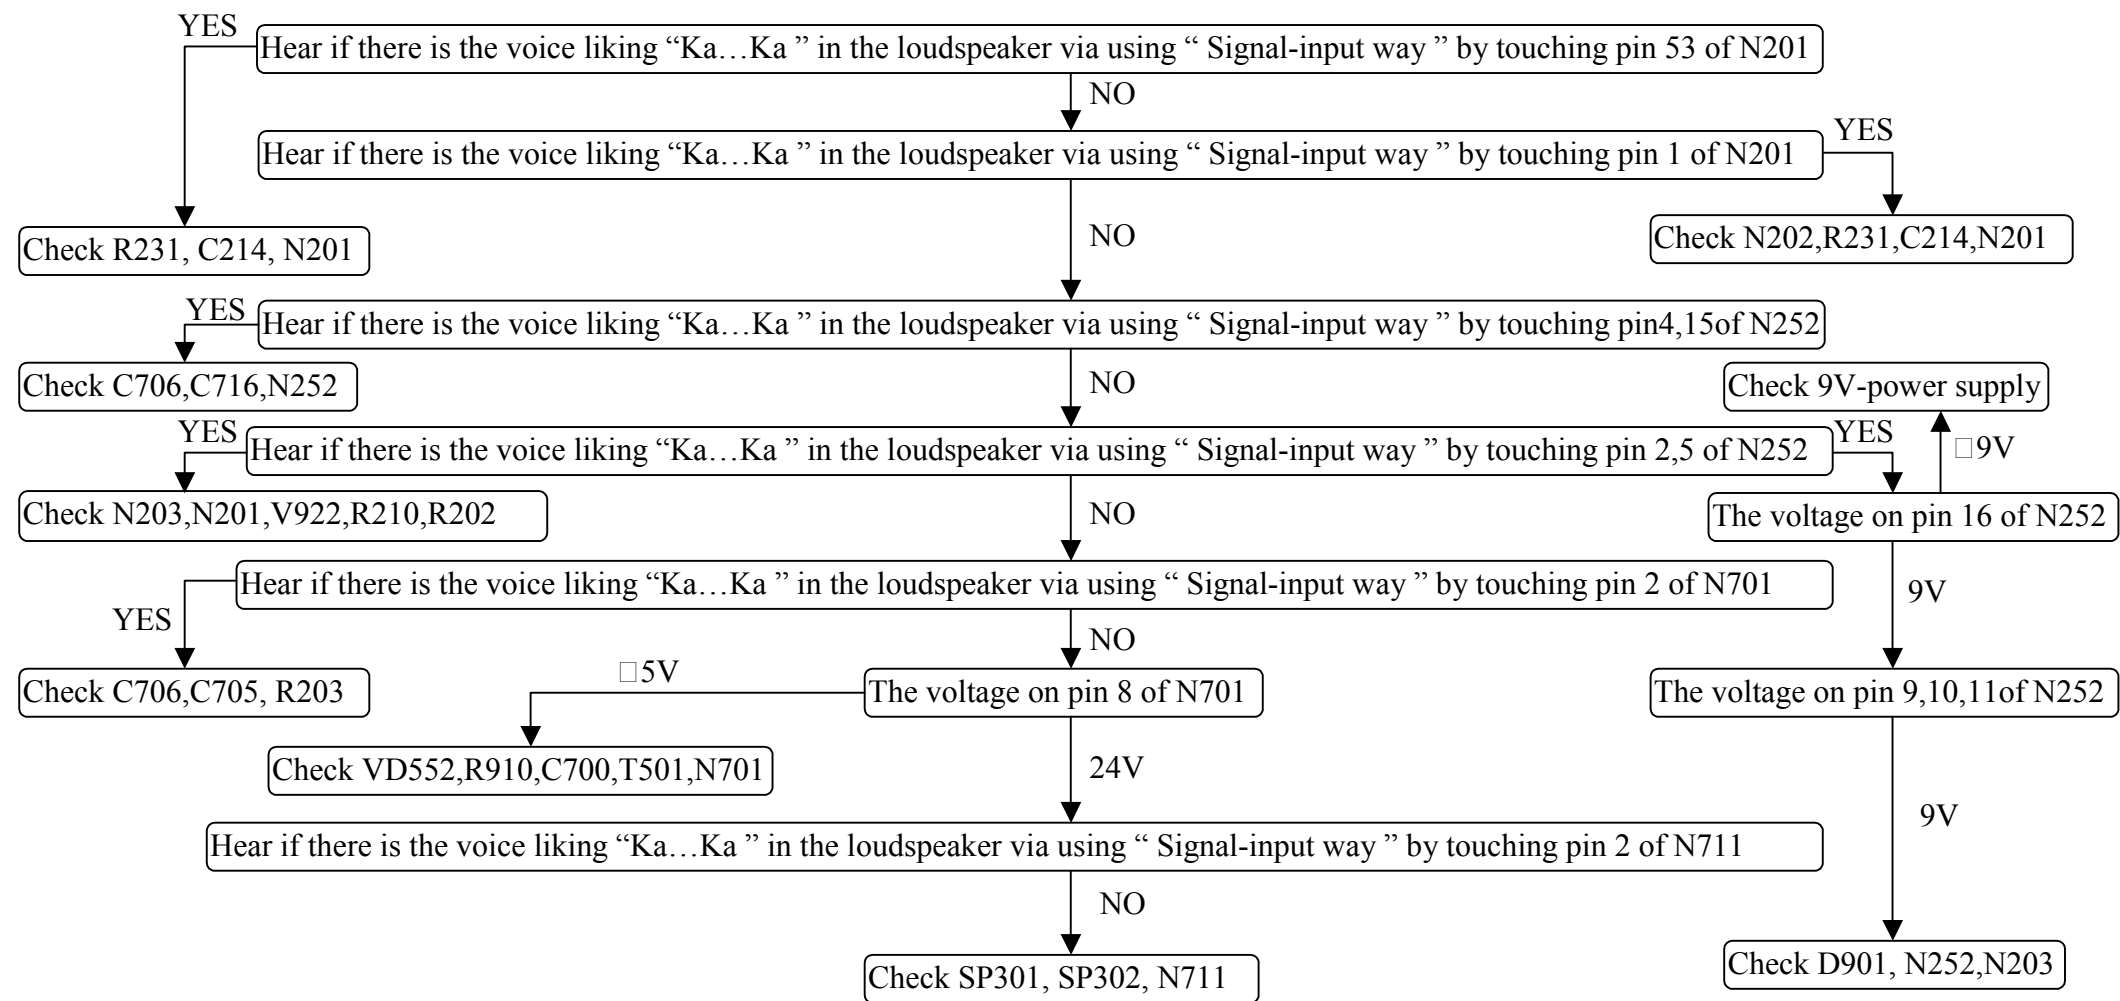 YES
Hear if there is the voice liking “Ka…Ka ” in the loudspeaker via using “ Signal-input way ” by touching pin 53 of N201
NO
Hear if there is the voice liking “Ka…Ka ” in the loudspeaker via using “ Signal-input way ” by touching pin 1 of N201
YES
Check R231, C214, N201
NO
Check N202,R231,C214,N201
YES
Hear if there is the voice liking “Ka…Ka ” in the loudspeaker via using “ Signal-input way ” by touching pin4,15of N252
Check C706,C716,N252
NO
Check 9V-power supply
YES
Hear if there is the voice liking “Ka…Ka ” in the loudspeaker via using “ Signal-input way ” by touching pin 2,5 of N252
YES
□9V
Check N203,N201,V922,R210,R202
NO
The voltage on pin 16 of N252
Hear if there is the voice liking “Ka…Ka ” in the loudspeaker via using “ Signal-input way ” by touching pin 2 of N701
9V
YES
NO
□5V
Check C706,C705, R203
The voltage on pin 8 of N701
The voltage on pin 9,10,11of N252
Check VD552,R910,C700,T501,N701
24V
9V
Hear if there is the voice liking “Ka…Ka ” in the loudspeaker via using “ Signal-input way ” by touching pin 2 of N711
NO
Check SP301, SP302, N711
Check D901, N252,N203